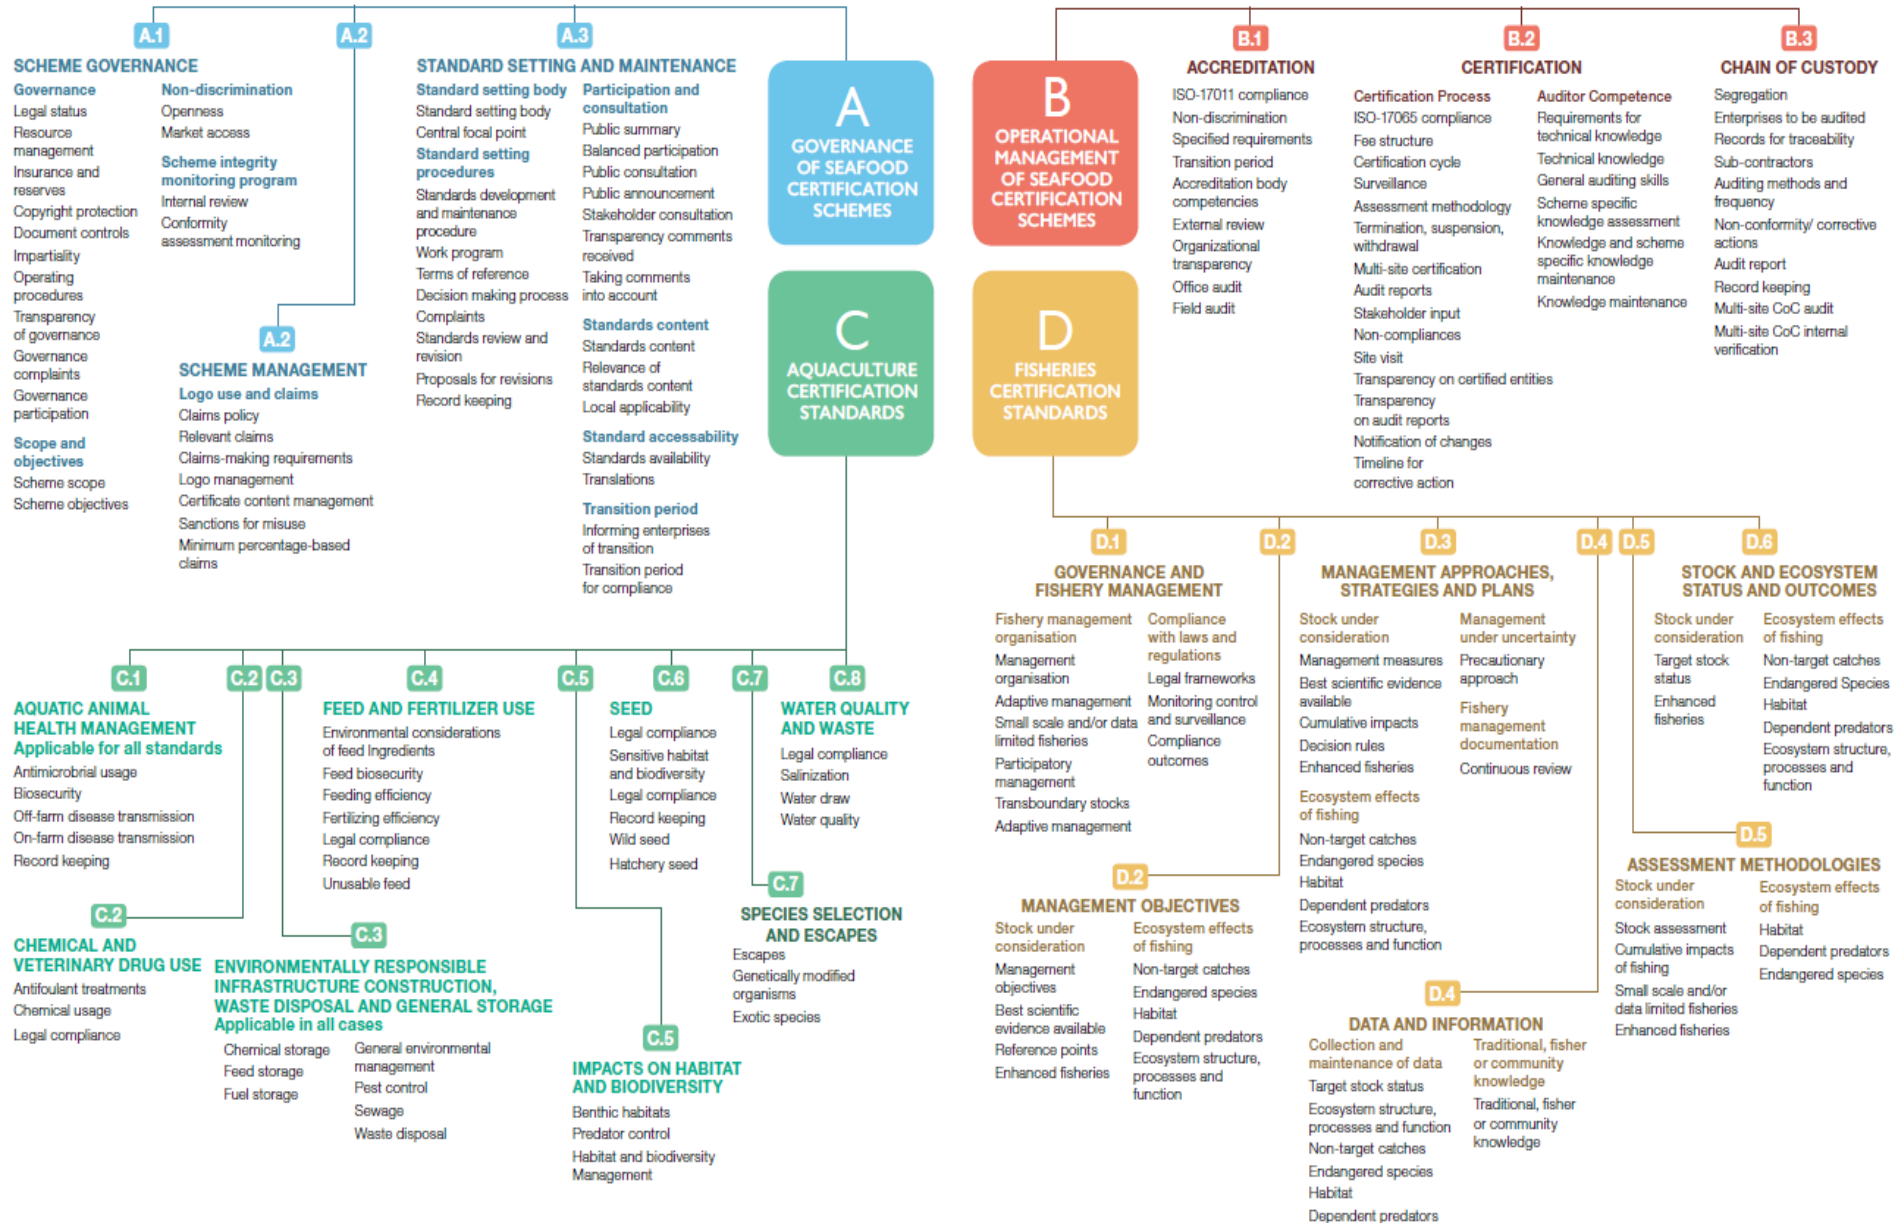 A.1
A.2
A.3
SCHEME GOVERNANCE
Governance
Legal status
Resource
management
Insurance and
reserves
Copyright protection
Document controls
Impartiality
Operating
procedures
Transparency
of governance
Governance
complaints
Governance
participation
Scope and
objectives
Scheme scope
Scheme objectives
Non-discrimination
Openness
Market access
Scheme integrity
monitoring program
Internal review
Conformity
assessment monitoring
A.2
SCHEME MANAGEMENT
Logo use and claims
Claims policy
Relevant claims
Claims-making requirements
Logo management
Certificate content management
Sanctions for misuse
Minimum percentage-based
claims
STANDARD SETTING AND MAINTENANCE
Standard setting body
Standard setting body
Central focal point
Standard setting
procedures
Standards development
and maintenance
procedure
Work program
Terms of reference
Decision making process
Complaints
Standards review and
revision
Proposals for revisions
Record keeping
Participation and
consultation
Public summary
Balanced participation
Public consultation
Public announcement
Stakeholder consultation
Transparency comments
received
Taking comments
into account
Standards content
Standards content
Relevance of
standards content
Local applicability
Standard accessability
Standards availability
Translations
Transition period
Informing enterprises
of transition
Transition period
for compliance
A
GOVERNANCE
OF SEAFOOD
CERTIFICATION
SCHEMES
B
OPERATIONAL
MANAGEMENT
OF SEAFOOD
CERTIFICATION
SCHEMES
C
AQUACULTURE
CERTIFICATION
STANDARDS
D
FISHERIES
CERTIFICATION
STANDARDS
B.1
B.2
B.3
ACCREDITATION
ISO-17011 compliance
Non-discrimination
Specified requirements
Transition period
Accreditation body
competencies
External review
Organizational
transparency
Office audit
Field audit
CERTIFICATION
Certification Process
ISO-17065 compliance
Fee structure
Certification cycle
Surveillance
Assessment methodology
Termination, suspension,
withdrawal
Multi-site certification
Audit reports
Stakeholder input
Non-compliances
Site visit
Transparency on certified entities
Transparency
on audit reports
Notification of changes
Timeline for
corrective action
Auditor Competence
Requirements for
technical knowledge
Technical knowledge
General auditing skills
Scheme specific
knowledge assessment
Knowledge and scheme
specific knowledge
maintenance
Knowledge maintenance
CHAIN OF CUSTODY
Segregation
Enterprises to be audited
Records for traceability
Sub-contractors
Auditing methods and
frequency
Non-conformity/ corrective
actions
Audit report
Record keeping
Multi-site CoC audit
Multi-site CoC internal
verification
C.1
C.2
C.3
C.4
C.5
C.6
C.7
C.8
AQUATIC ANIMAL
HEALTH MANAGEMENT
Applicable for all standards
Antimicrobrial usage
Biosecurity
Off-farm disease transmission
On-farm disease transmission
Record keeping
C.2
CHEMICAL AND
VETERINARY DRUG USE
Antifoulant treatments
Chemical usage
Legal compliance
C.3
ENVIRONMENTALLY RESPONSIBLE
INFRASTRUCTURE CONSTRUCTION,
WASTE DISPOSAL AND GENERAL STORAGE
Applicable in all cases
Chemical storage
Feed storage
Fuel storage
General environmental
management
Pest control
Sewage
Waste disposal
FEED AND FERTILIZER USE
Environmental considerations
of feed Ingredients
Feed biosecurity
Feeding efficiency
Fertilizing efficiency
Legal compliance
Record keeping
Unusable feed
C.5
IMPACTS ON HABITAT
AND BIODIVERSITY
Benthic habitats
Predator control
Habitat and biodiversity
Management
SEED
Legal compliance
Sensitive habitat
and biodiversity
Legal compliance
Record keeping
Wild seed
Hatchery seed
C.7
SPECIES SELECTION
AND ESCAPES
Escapes
Genetically modified
organisms
Exotic species
WATER QUALITY
AND WASTE
Legal compliance
Salinization
Water draw
Water quality
D.1
D.2
D.3
D.4
D.5
D.6
GOVERNANCE AND
FISHERY MANAGEMENT
Fishery management
organisation
Management
organisation
Adaptive management
Small scale and/or data
limited fisheries
Participatory
management
Transboundary stocks
Adaptive management
Compliance
with laws and
regulations
Legal frameworks
Monitoring control
and surveillance
Compliance
outcomes
D.2
MANAGEMENT OBJECTIVES
Stock under
consideration
Management
objectives
Best scientific
evidence available
Reference points
Enhanced fisheries
Ecosystem effects
of fishing
Non-target catches
Endangered species
Habitat
Dependent predators
Ecosystem structure,
processes and
function
MANAGEMENT APPROACHES,
STRATEGIES AND PLANS
Stock under
consideration
Management measures
Best scientific evidence
available
Cumulative impacts
Decision rules
Enhanced fisheries
Ecosystem effects
of fishing
Non-target catches
Endangered species
Habitat
Dependent predators
Ecosystem structure,
processes and function
Management
under uncertainty
Precautionary
approach
Fishery
management
documentation
Continuous review
D.4
DATA AND INFORMATION
Collection and
maintenance of data
Target stock status
Ecosystem structure,
processes and function
Non-target catches
Endangered species
Habitat
Dependent predators
Traditional, fisher
or community
knowledge
Traditional, fisher
or community
knowledge
STOCK AND ECOSYSTEM
STATUS AND OUTCOMES
Stock under
consideration
Target stock
status
Enhanced
fisheries
Ecosystem effects
of fishing
Non-target catches
Endangered Species
Habitat
Dependent predators
Ecosystem structure,
processes and
function
D.5
ASSESSMENT METHODOLOGIES
Stock under
consideration
Stock assessment
Cumulative impacts
of fishing
Small scale and/or
data limited fisheries
Enhanced fisheries
Ecosystem effects
of fishing
Habitat
Dependent predators
Endangered species